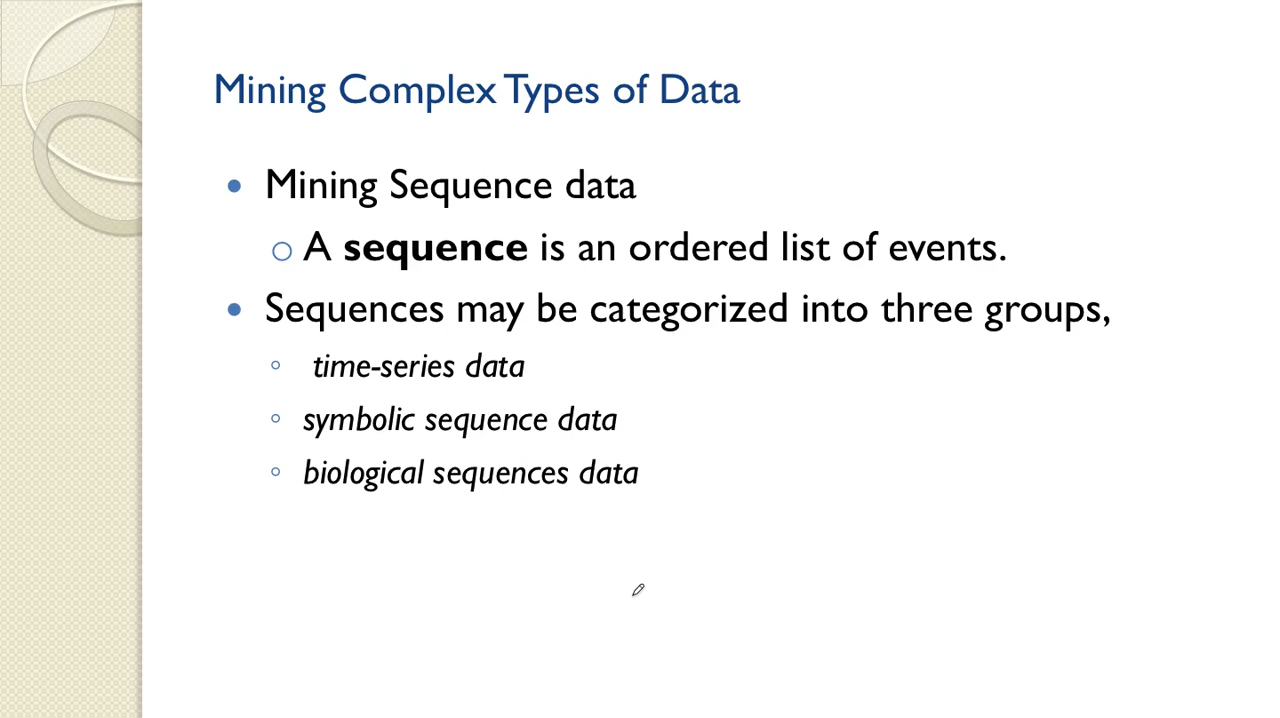 Mining Complex Types of Data
• Mining Sequence data
○ A sequence is an ordered list of events.
• Sequences may be categorized into three groups,
◦ time-series data
◦ symbolic sequence data
◦ biological sequences data